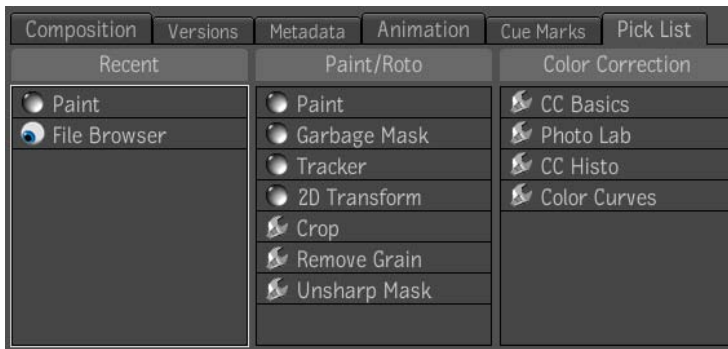 Composition Versions Metadata Animation Cue Marks Pick List
Recent Paint/Roto Color Correction
Paint Paint CC Basics
File Browser Garbage Mask Photo Lab
Tracker CC Histo
2D Transform Color Curves
Crop
Remove Grain
Unsharp Mask